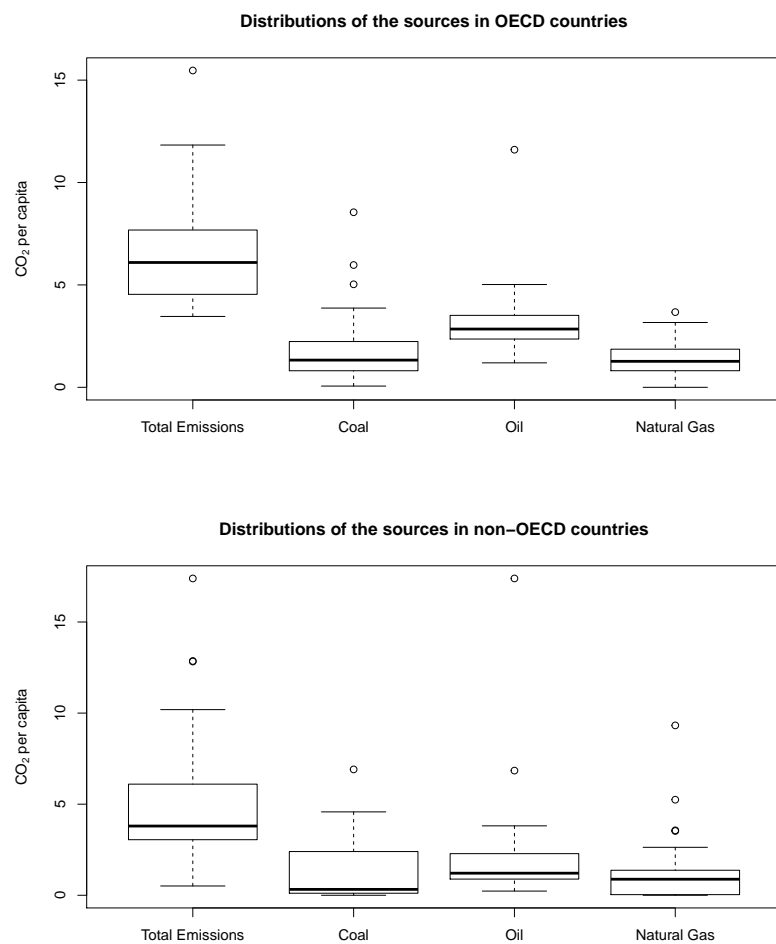 Distributions of the sources in OECD countries
15
10
5
0
CO₂ per capita
Total Emissions Coal Oil Natural Gas
Distributions of the sources in non−OECD countries
15
10
5
0
CO₂ per capita
Total Emissions Coal Oil Natural Gas